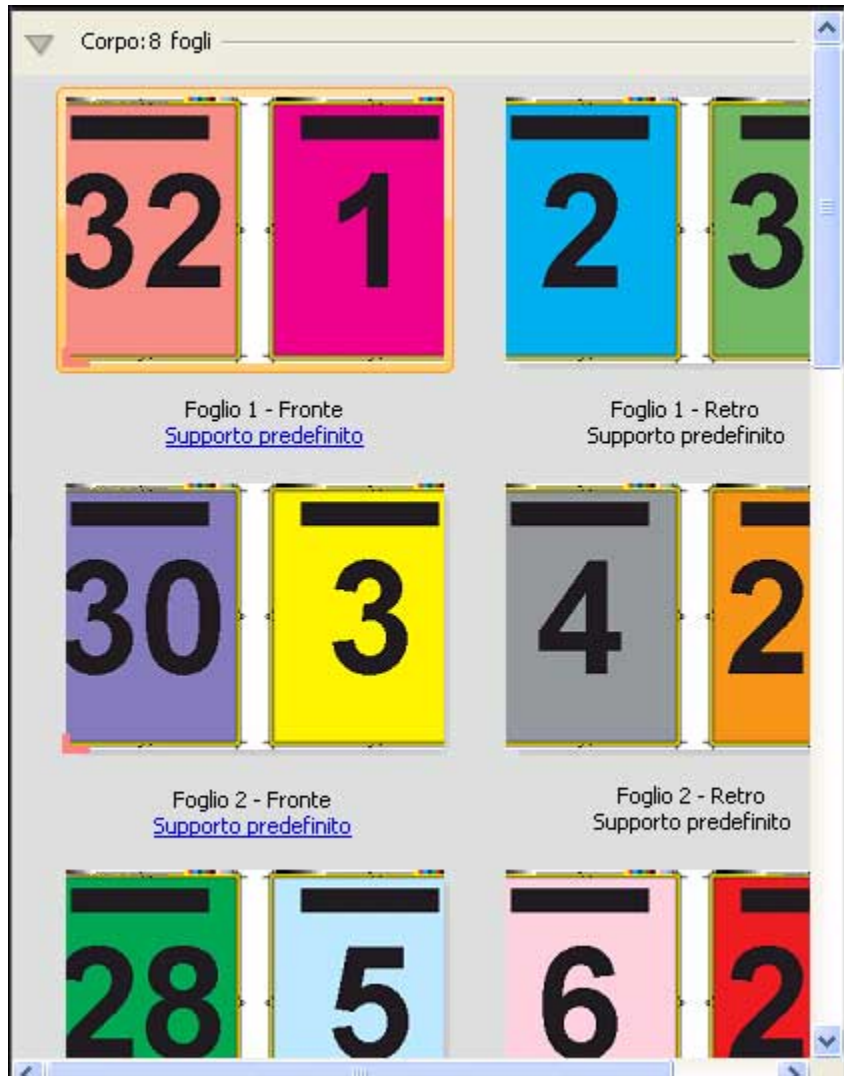 Corpo: 8 fogli
32 1 2 3
Foglio 1 - Fronte Foglio 1 - Retro
Supporto predefinito Supporto predefinito
30 3 4 2
Foglio 2 - Fronte Foglio 2 - Retro
Supporto predefinito Supporto predefinito
28 5 6 2